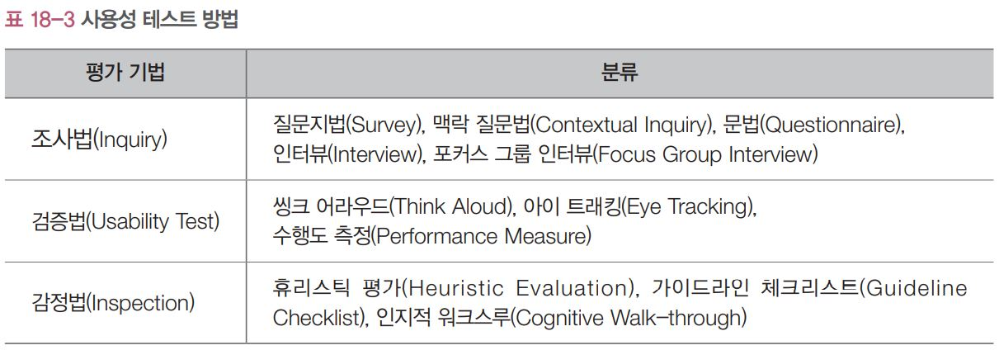 표 18-3 사용성 테스트 방법
평가 기법
분류
조사법(Inquiry)
질문지법(Survey), 맥락 질문법(Contextual Inquiry), 문법(Questionnaire),
인터뷰(Interview), 포커스 그룹 인터뷰(Focus Group Interview)
검증법(Usability Test)
씽크 어라우드(Think Aloud), 아이 트래킹(Eye Tracking),
수행도 측정(Performance Measure)
감정법(Inspection)
휴리스틱 평가(Heuristic Evaluation), 가이드라인 체크리스트(Guideline
Checklist), 인지적 워크스루(Cognitive Walk-through)